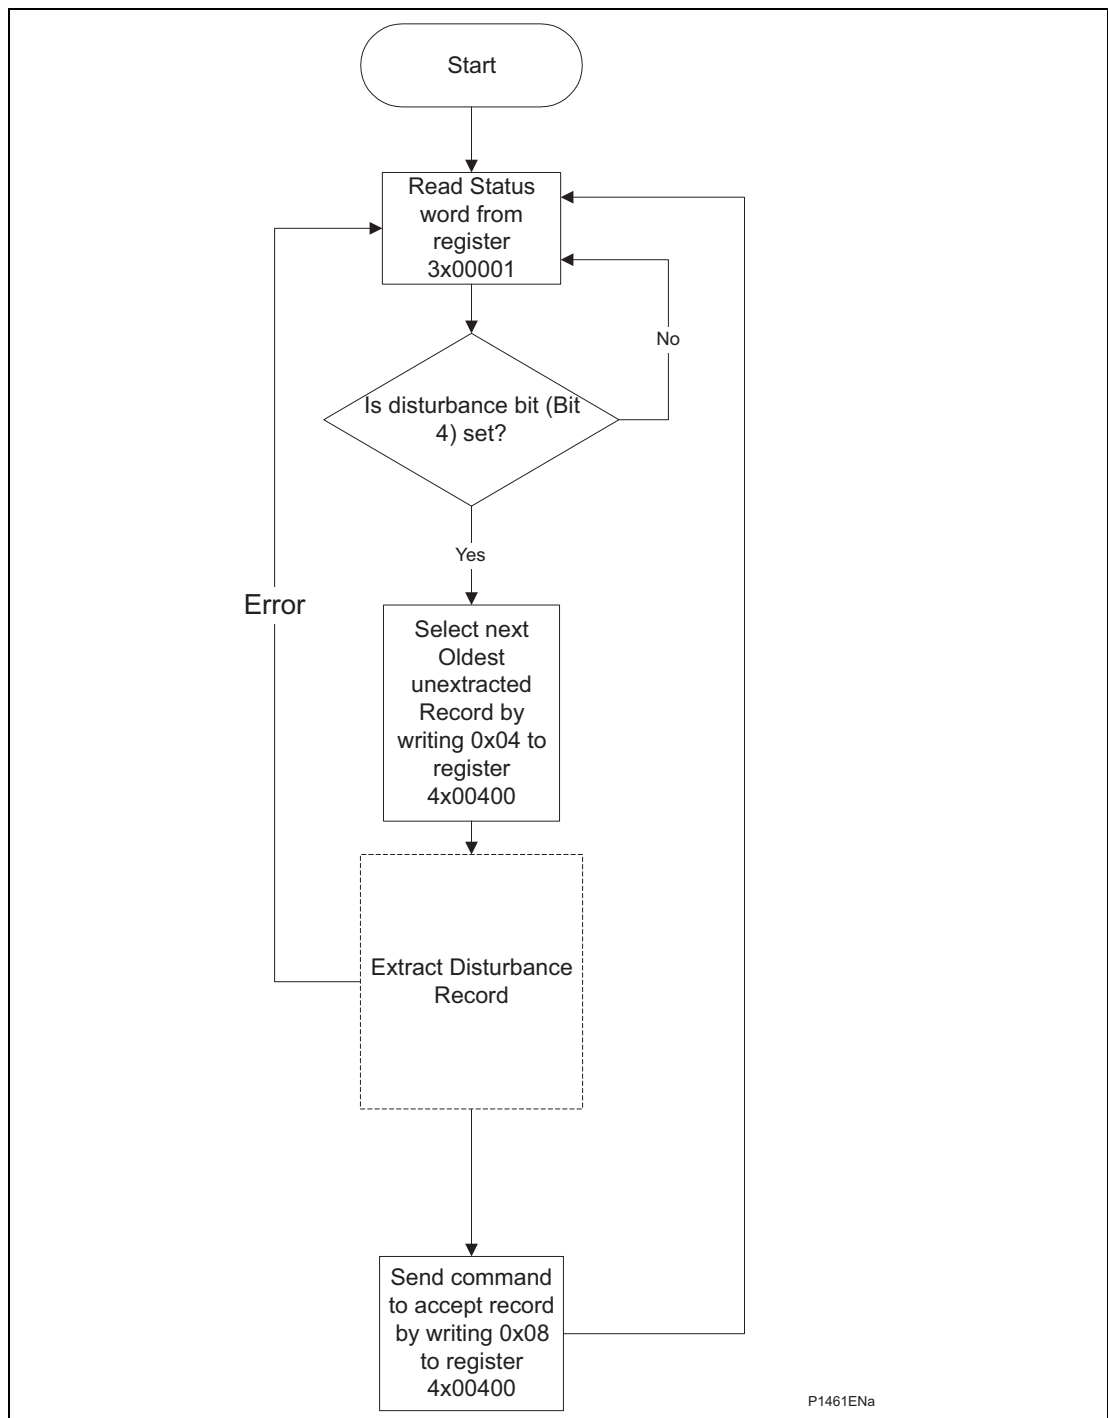 Start
Read Status
word from
register
3x00001
No
Is disturbance bit (Bit
4) set?
Yes
Error
Select next
Oldest
unextracted
Record by
writing 0x04 to
register
4x00400
Extract Disturbance
Record
Send command
to accept record
by writing 0x08
to register
4x00400
P1461ENa